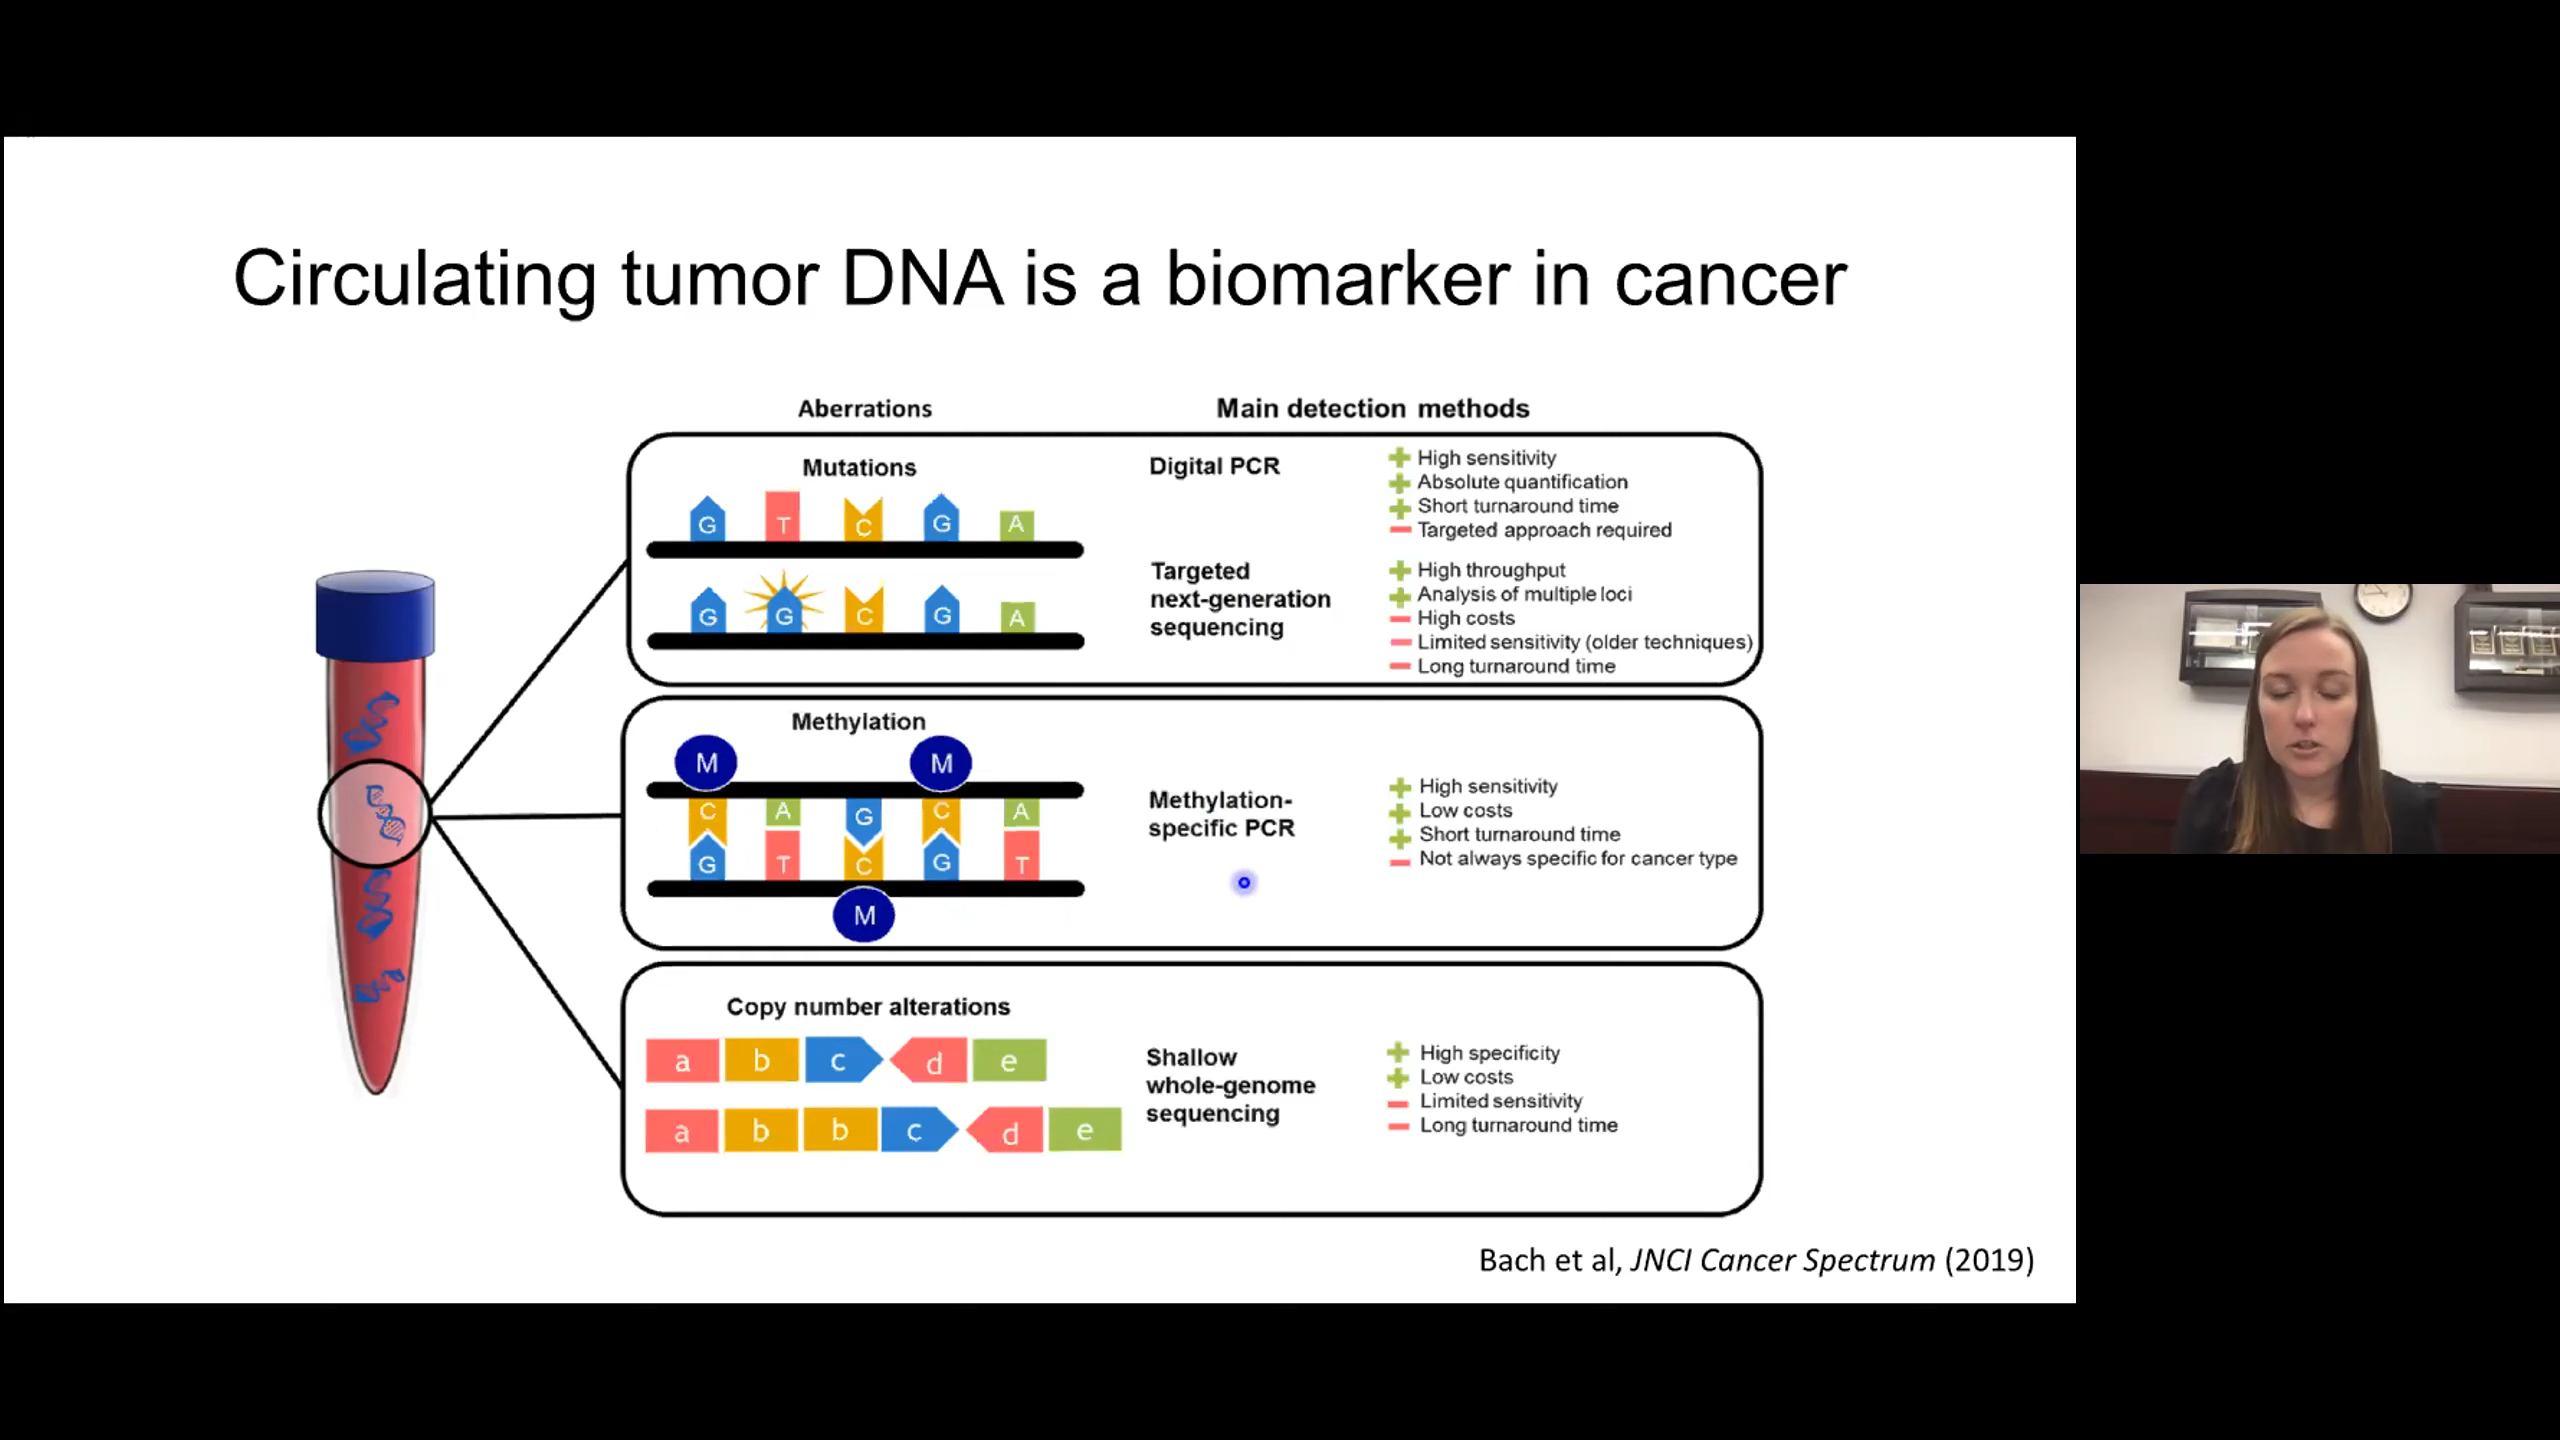 Circulating tumor DNA is a biomarker in cancer
Aberrations
Main detection methods
Mutations
G T C G A
G G C G A
Digital PCR
High sensitivity
Absolute quantification
Short turnaround time
Targeted approach required
Targeted
next-generation
sequencing
High throughput
Analysis of multiple loci
High costs
Limited sensitivity (older techniques)
Long turnaround time
Methylation
M M
C A G C A
G T C G T
M
Methylation-
specific PCR
High sensitivity
Low costs
Short turnaround time
Not always specific for cancer type
Copy number alterations
a b c d e
a b b c d e
Shallow
whole-genome
sequencing
High specificity
Low costs
Limited sensitivity
Long turnaround time
Bach et al, JNCI Cancer Spectrum (2019)